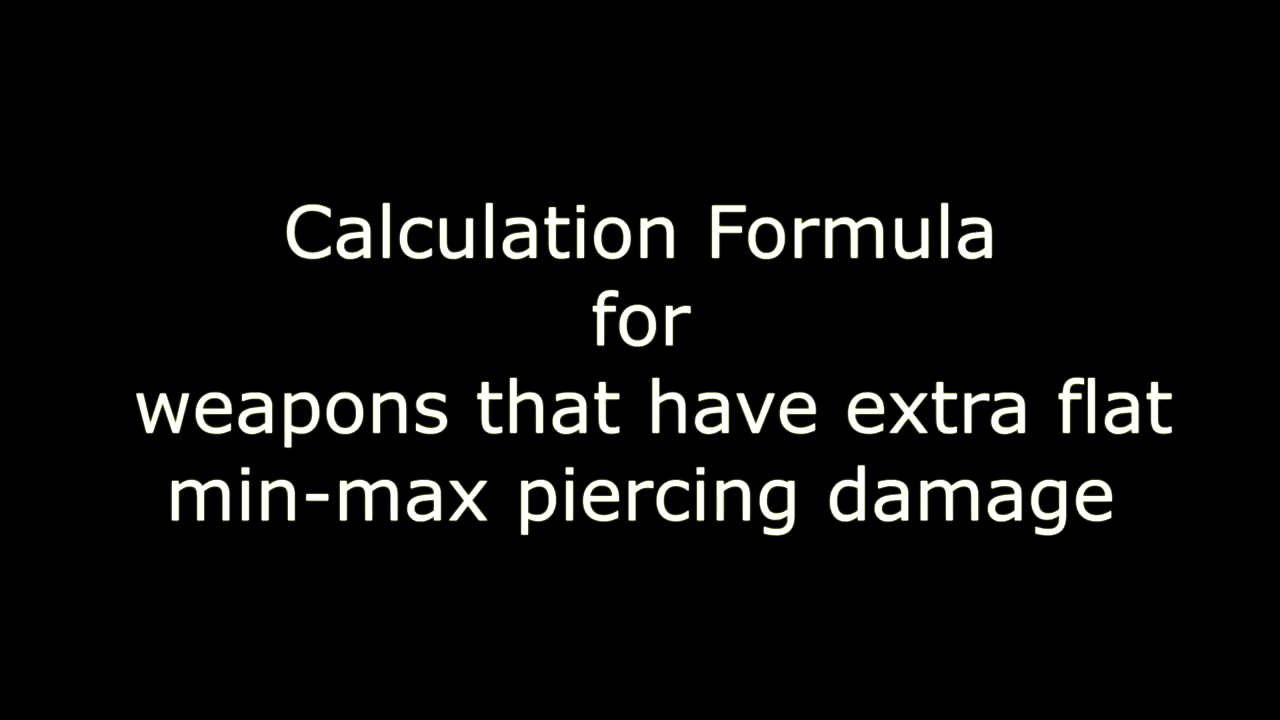 Calculation Formula
for
weapons that have extra flat
min-max piercing damage